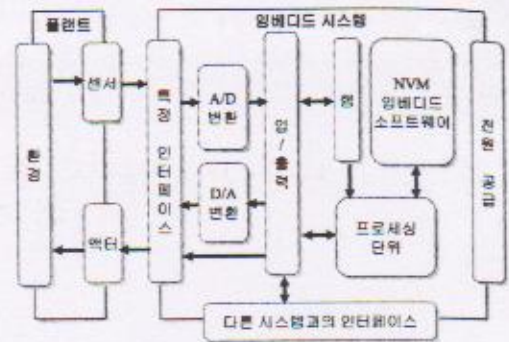 플랜트
임베디드 시스템
환경
센서
액터
특정 인터페이스
A/D
변환
D/A
변환
입/출력
램
NVM
임베디드
소프트웨어
프로세싱
단위
전원 공급
다른 시스템과의 인터페이스